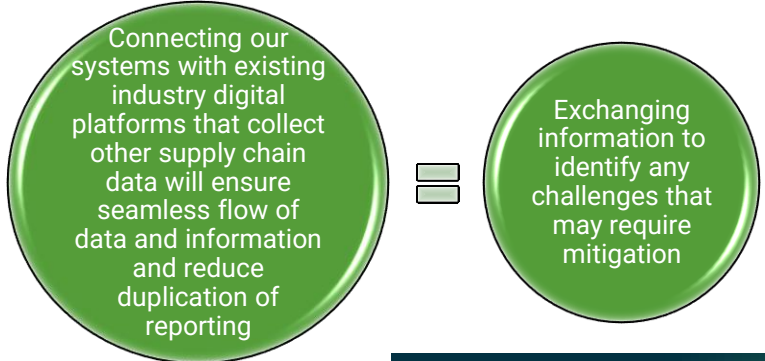 Connecting our
systems with existing
industry digital
platforms that collect
other supply chain
data will ensure
seamless flow of
data and information
and reduce
duplication of
reporting
Exchanging
information to
identify any
challenges that
may require
mitigation